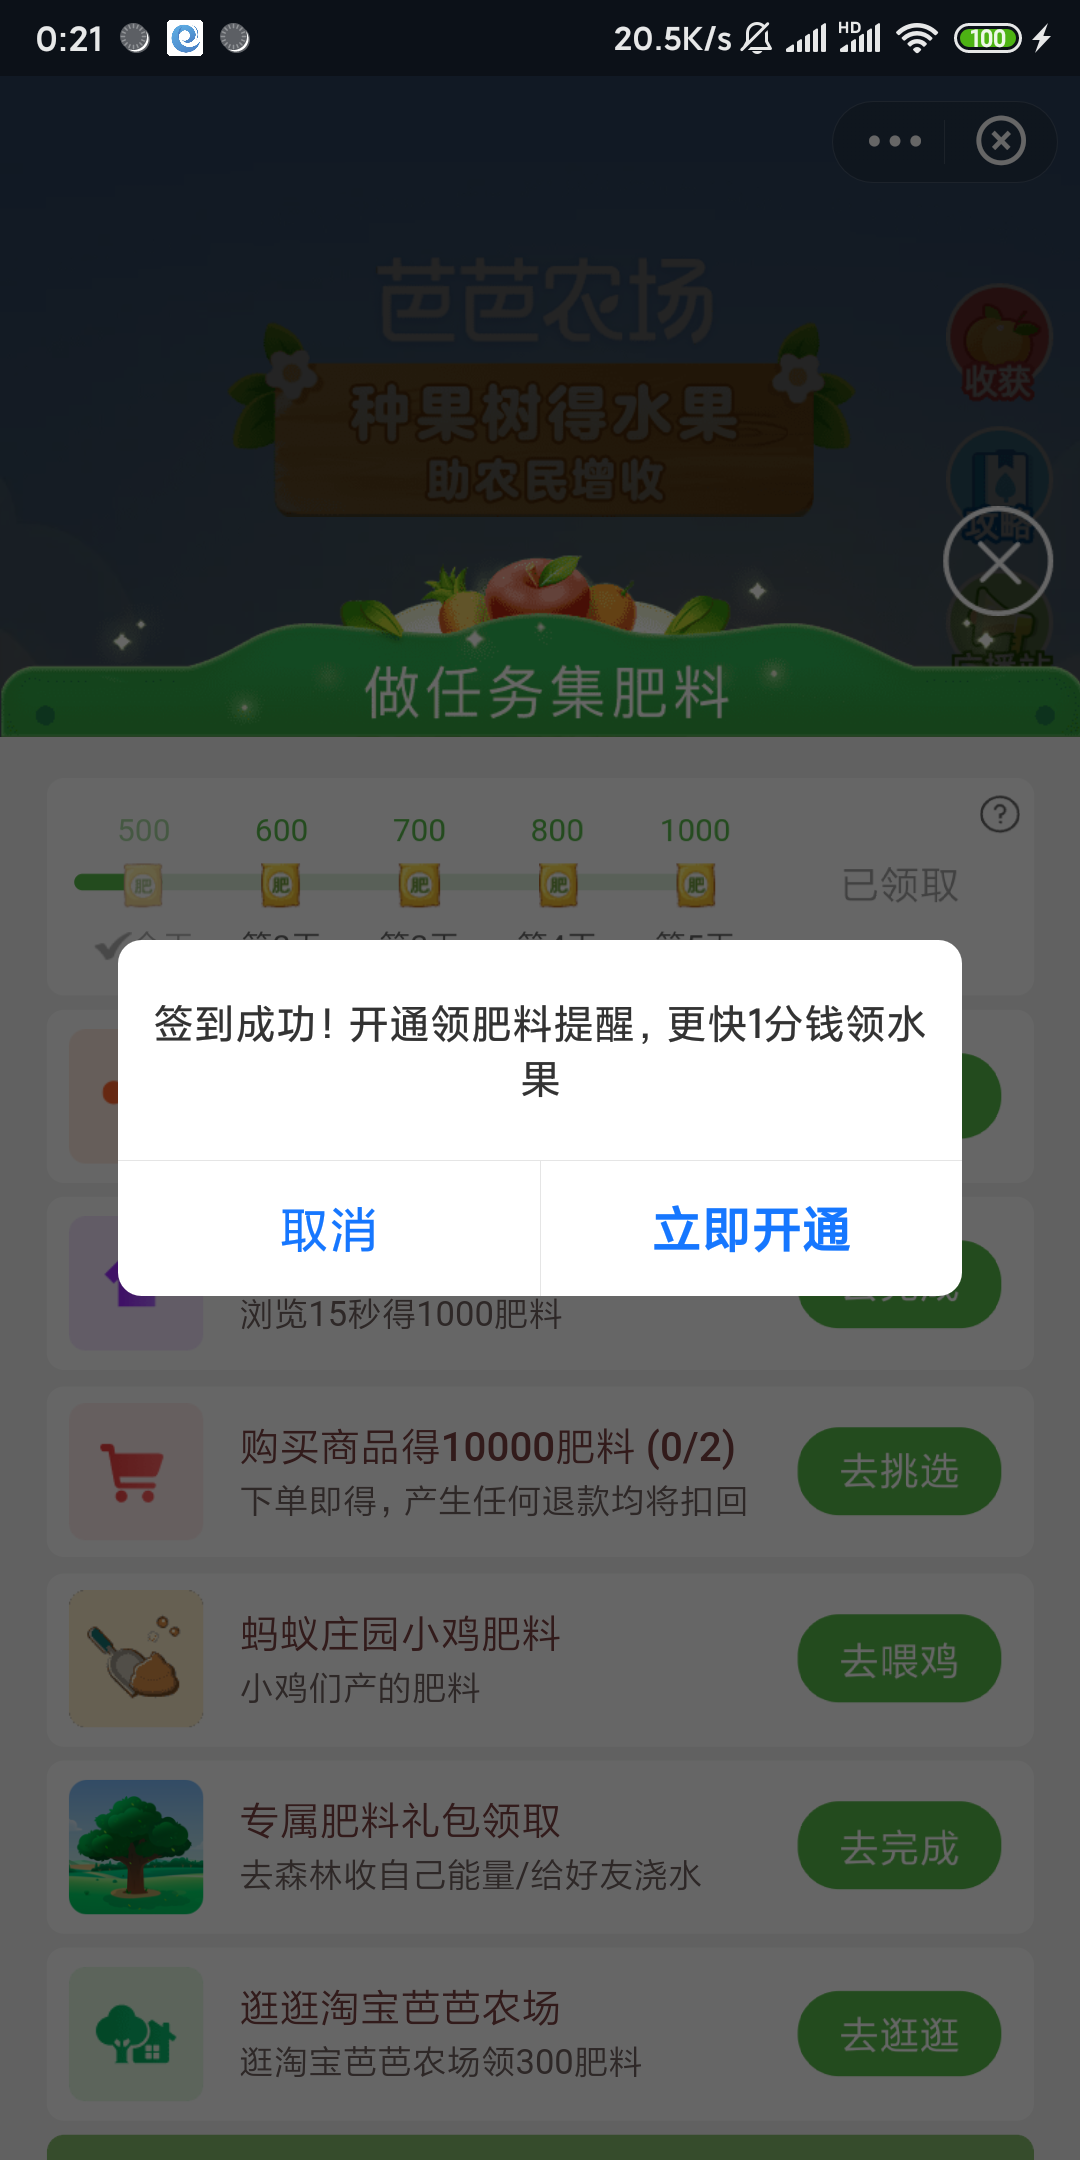 0:21
20.5K/s
HD
100
芭芭农场
种果树得水果
助农民增收
收获
攻略
广播站
做任务集肥料
500 600 700 800 1000
肥 肥 肥 肥 肥
已领取
签到成功！开通领肥料提醒，更快1分钱领水
果
取消 立即开通
浏览15秒得1000肥料
去完成
购买商品得10000肥料 (0/2)
下单即得，产生任何退款均将扣回
去挑选
蚂蚁庄园小鸡肥料
小鸡们产的肥料
去喂鸡
专属肥料礼包领取
去森林收自己能量/给好友浇水
去完成
逛逛淘宝芭芭农场
逛淘宝芭芭农场领300肥料
去逛逛